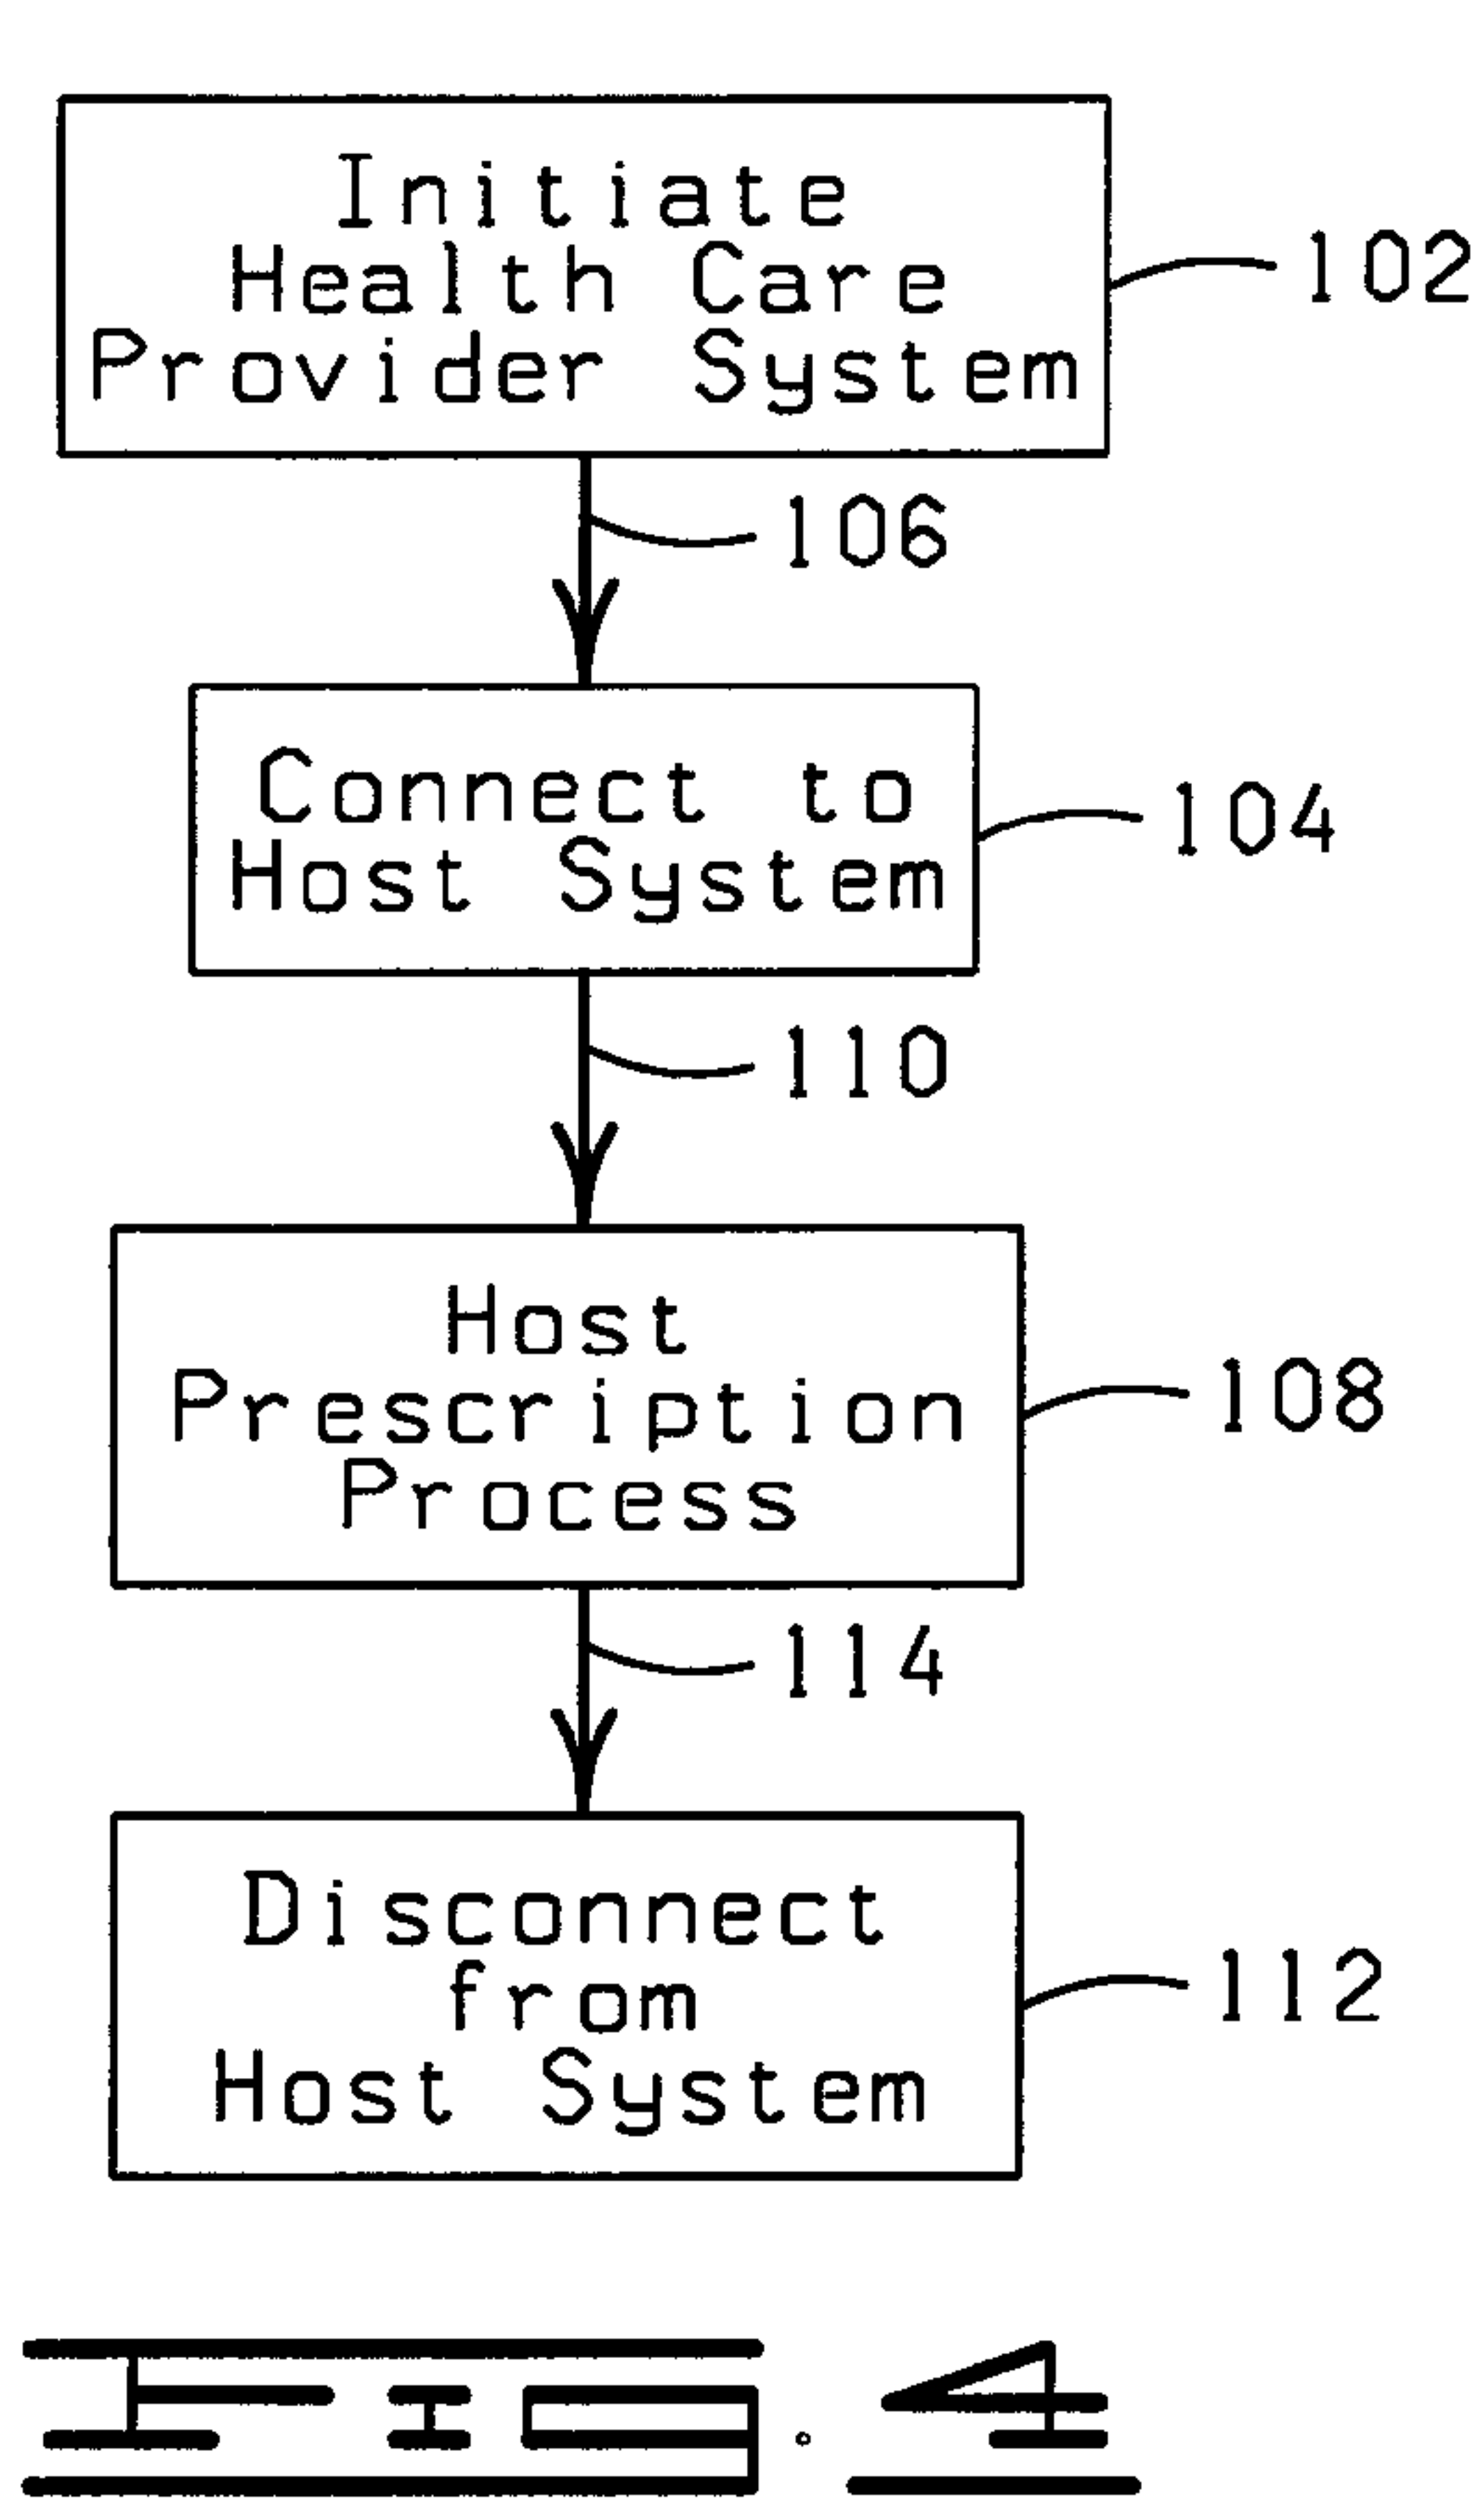 Initiate
Health Care
Provider System
102
106
Connect to
Host System
104
110
Host
Prescription
Process
108
114
Disconnect
from
Host System
112
FIG. 4